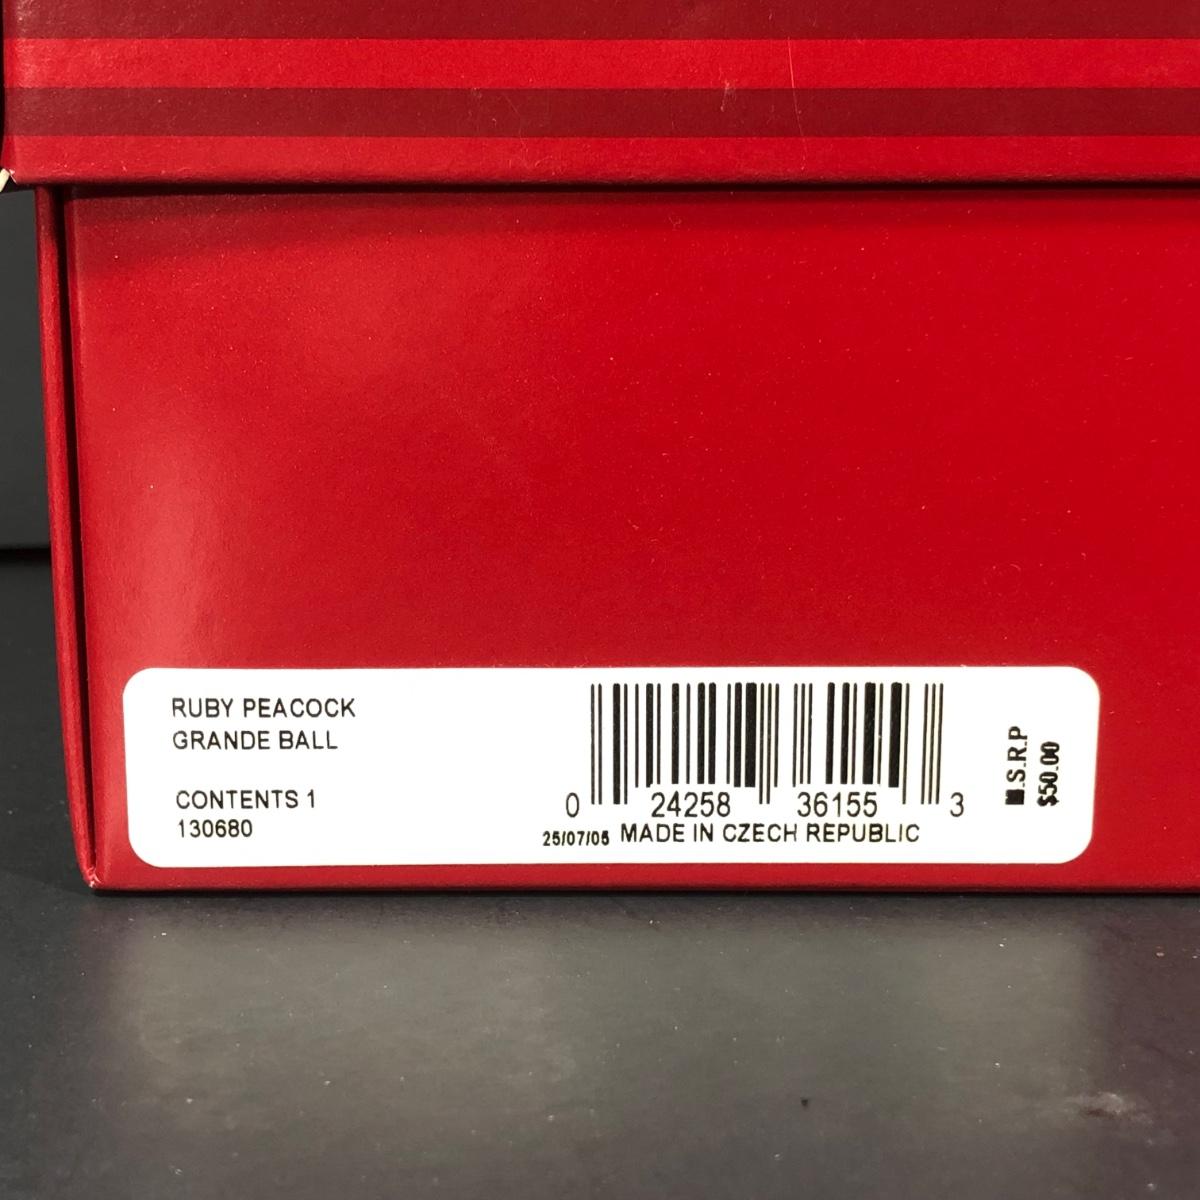 RUBY PEACOCK
GRANDE BALL
CONTENTS 1
130680
0 24258 36155 3
25/07/05 MADE IN CZECH REPUBLIC
M.S.R.P
$50.00